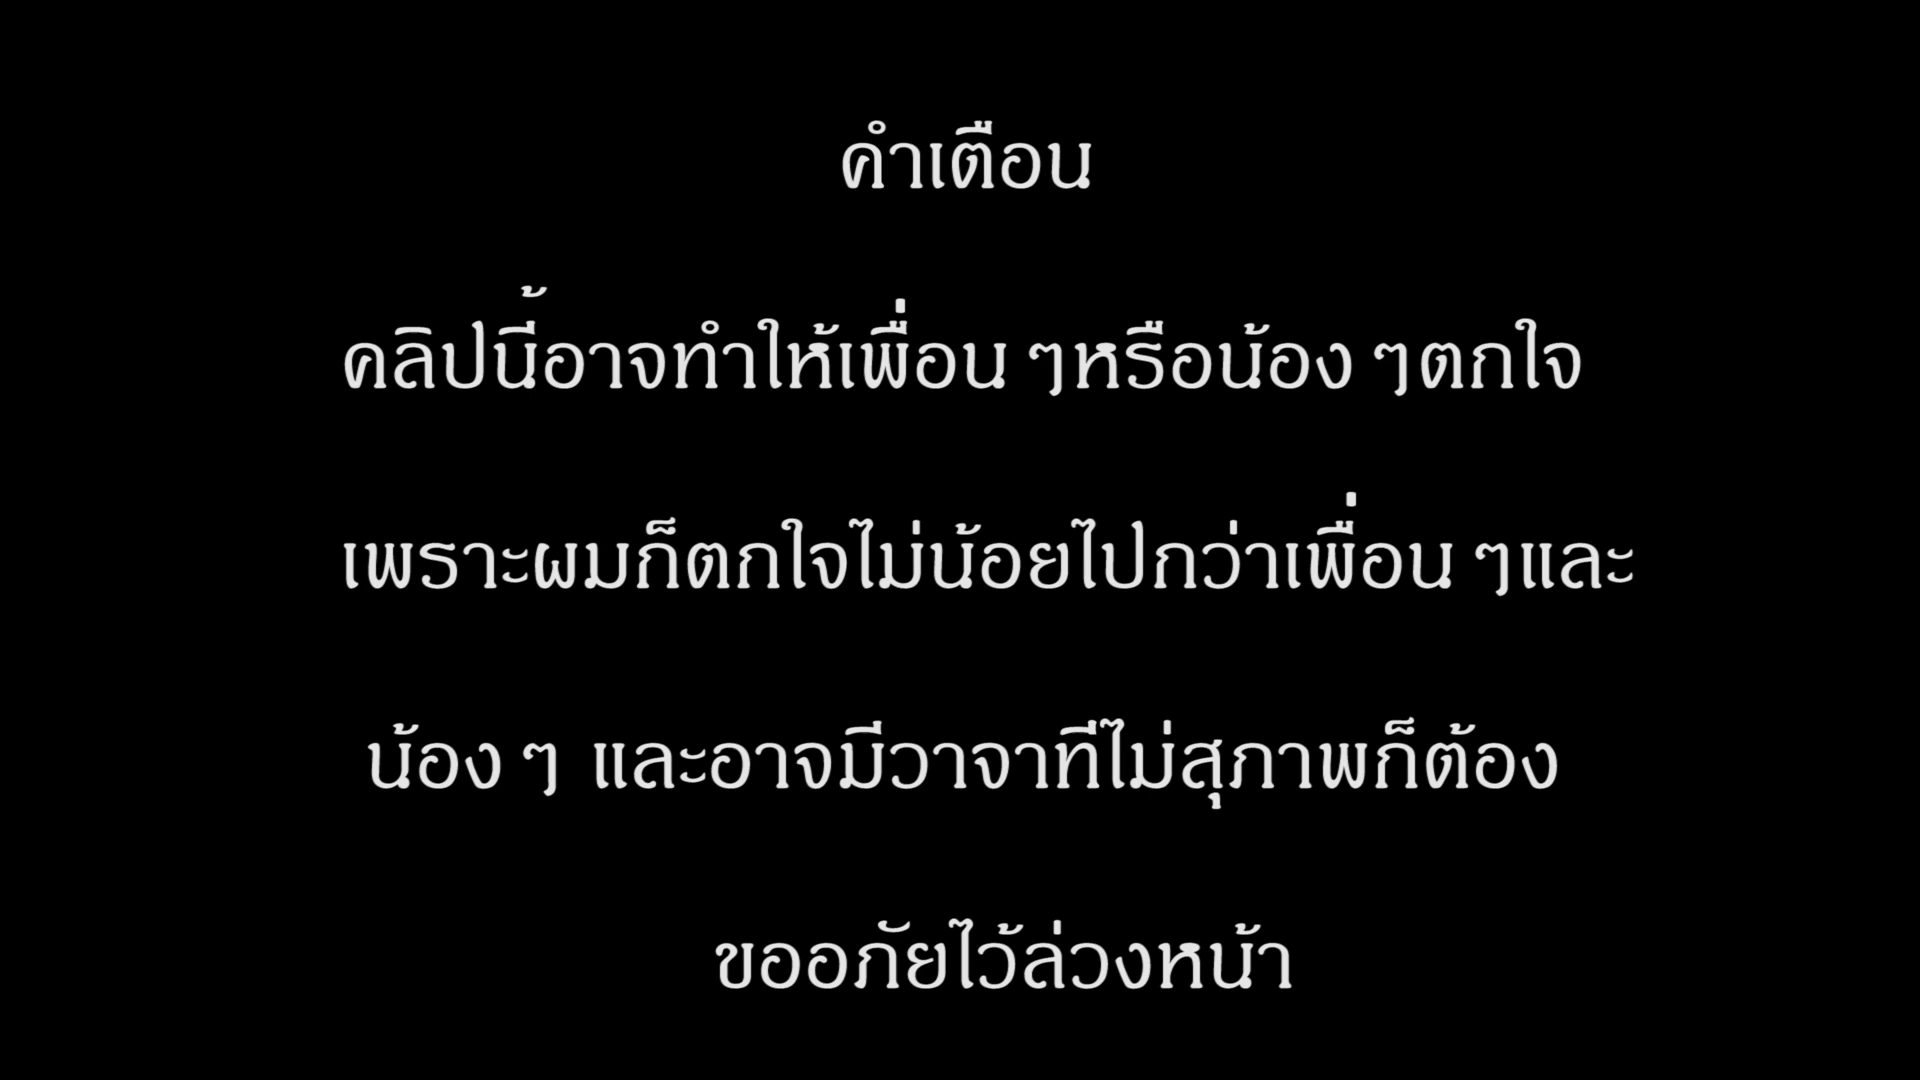 คำเตือน
คลิปนี้อาจทำให้เพื่อน ๆหรือน้อง ๆตกใจ
เพราะผมก็ตกใจไม่น้อยไปกว่าเพื่อน ๆและ
น้อง ๆ และอาจมีวาจาทีไม่สุภาพก็ต้อง
ขออภัยไว้ล่วงหน้า